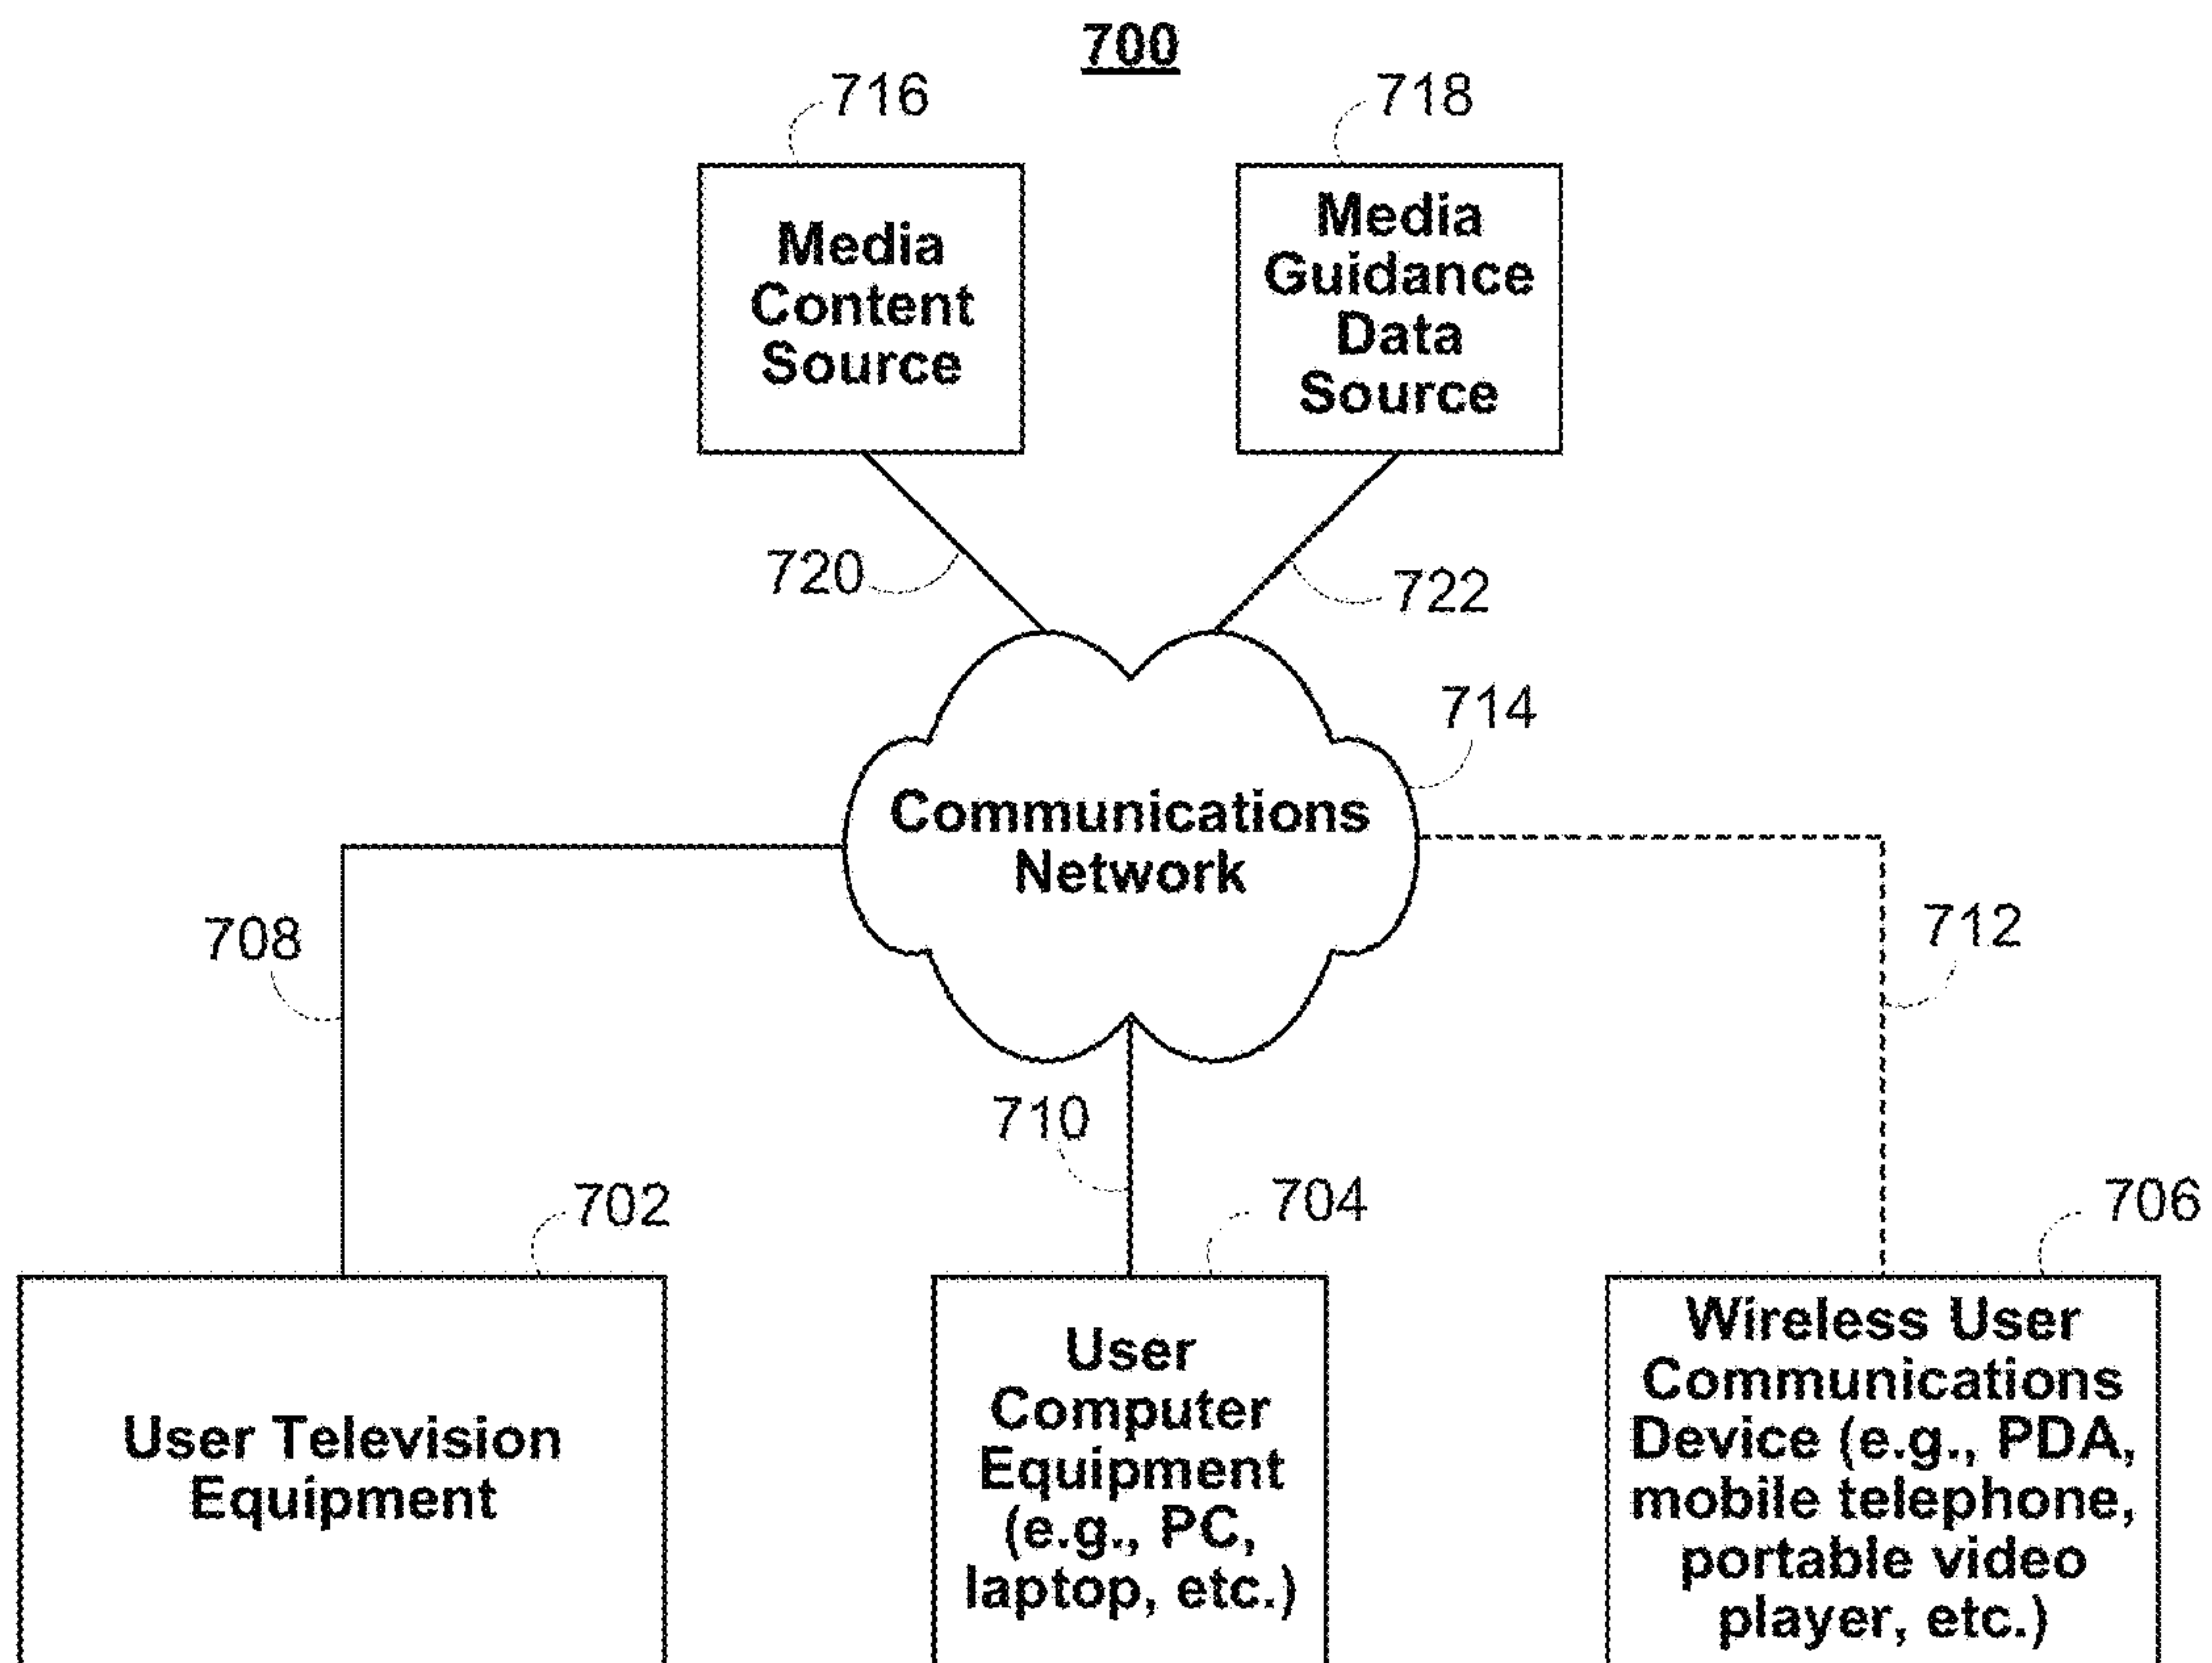 700
716
718
Media
Content
Source
Media
Guidance
Data
Source
720
722
714
Communications
Network
708
712
710
702
704
706
User Television
Equipment
User
Computer
Equipment
(e.g., PC,
laptop, etc.)
Wireless User
Communications
Device (e.g., PDA,
mobile telephone,
portable video
player, etc.)